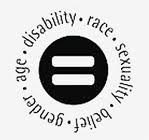 age · disability · race · sexuality · belief · gender ·